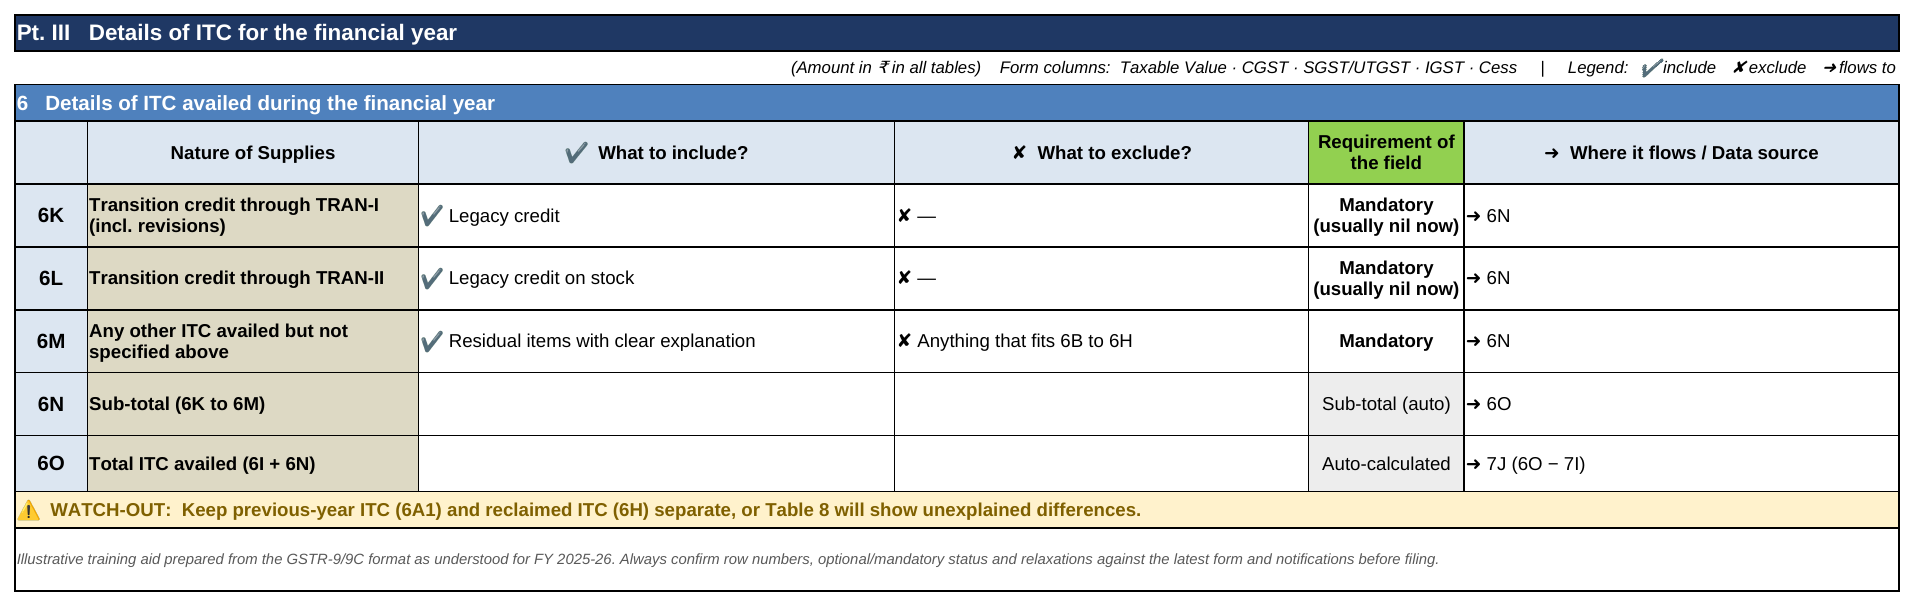 Pt. III   Details of ITC for the financial year
(Amount in ₹ in all tables)   Form columns:  Taxable Value · CGST · SGST/UTGST · IGST · Cess   |   Legend:  ✔ include   ✘ exclude   ➔ flows to
6   Details of ITC availed during the financial year
Nature of Supplies
✔ What to include?
✘ What to exclude?
Requirement of
the field
➔ Where it flows / Data source
6K
Transition credit through TRAN-I
(incl. revisions)
✔ Legacy credit
✘ —
Mandatory
(usually nil now)
➔ 6N
6L
Transition credit through TRAN-II
✔ Legacy credit on stock
✘ —
Mandatory
(usually nil now)
➔ 6N
6M
Any other ITC availed but not
specified above
✔ Residual items with clear explanation
✘ Anything that fits 6B to 6H
Mandatory
➔ 6N
6N
Sub-total (6K to 6M)
Sub-total (auto)
➔ 6O
6O
Total ITC availed (6I + 6N)
Auto-calculated
➔ 7J (6O − 7I)
⚠ WATCH-OUT:  Keep previous-year ITC (6A1) and reclaimed ITC (6H) separate, or Table 8 will show unexplained differences.
Illustrative training aid prepared from the GSTR-9/9C format as understood for FY 2025-26. Always confirm row numbers, optional/mandatory status and relaxations against the latest form and notifications before filing.